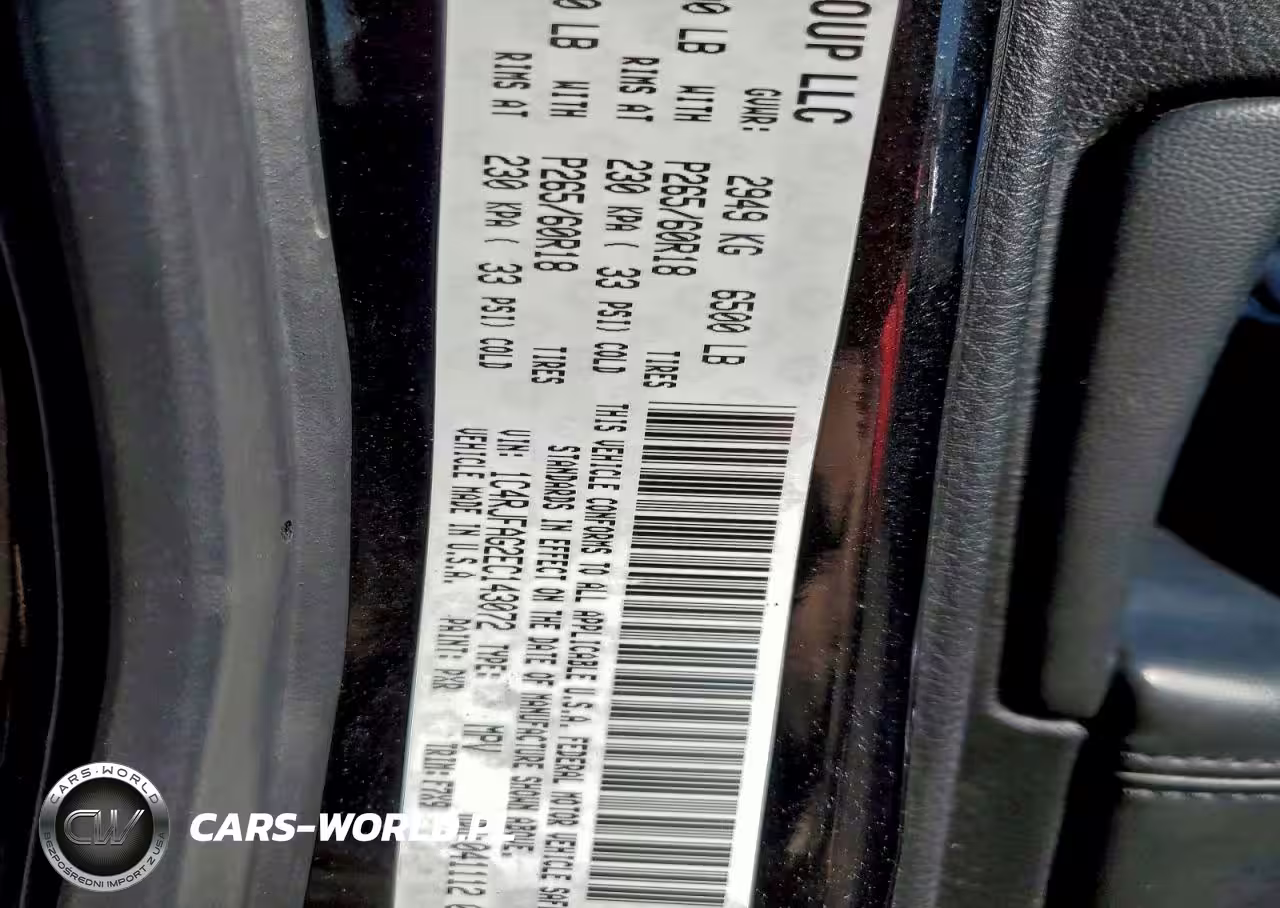 OUP LLC
GVWR: 2949 KG 6500 LB
0 LB WITH P265/60R18 TIRES
RIMS AT 230 KPA ( 33 PSI) COLD
0 LB WITH P265/60R18 TIRES
RIMS AT 230 KPA ( 33 PSI) COLD
THIS VEHICLE CONFORMS TO ALL APPLICABLE U.S.A. FEDERAL MOTOR VEHICLE SAF
STANDARDS IN EFFECT ON THE DATE OF MANUFACTURE SHOWN ABOVE.
VIN: 1C4RJFAG2EC143072 TYPE: MPV
VEHICLE MADE IN U.S.A. PAINT: PXR TRIM: E7X9
041112
CARS-WORLD
CW
BEZPOŚREDNI IMPORT Z USA
CARS-WORLD.PL